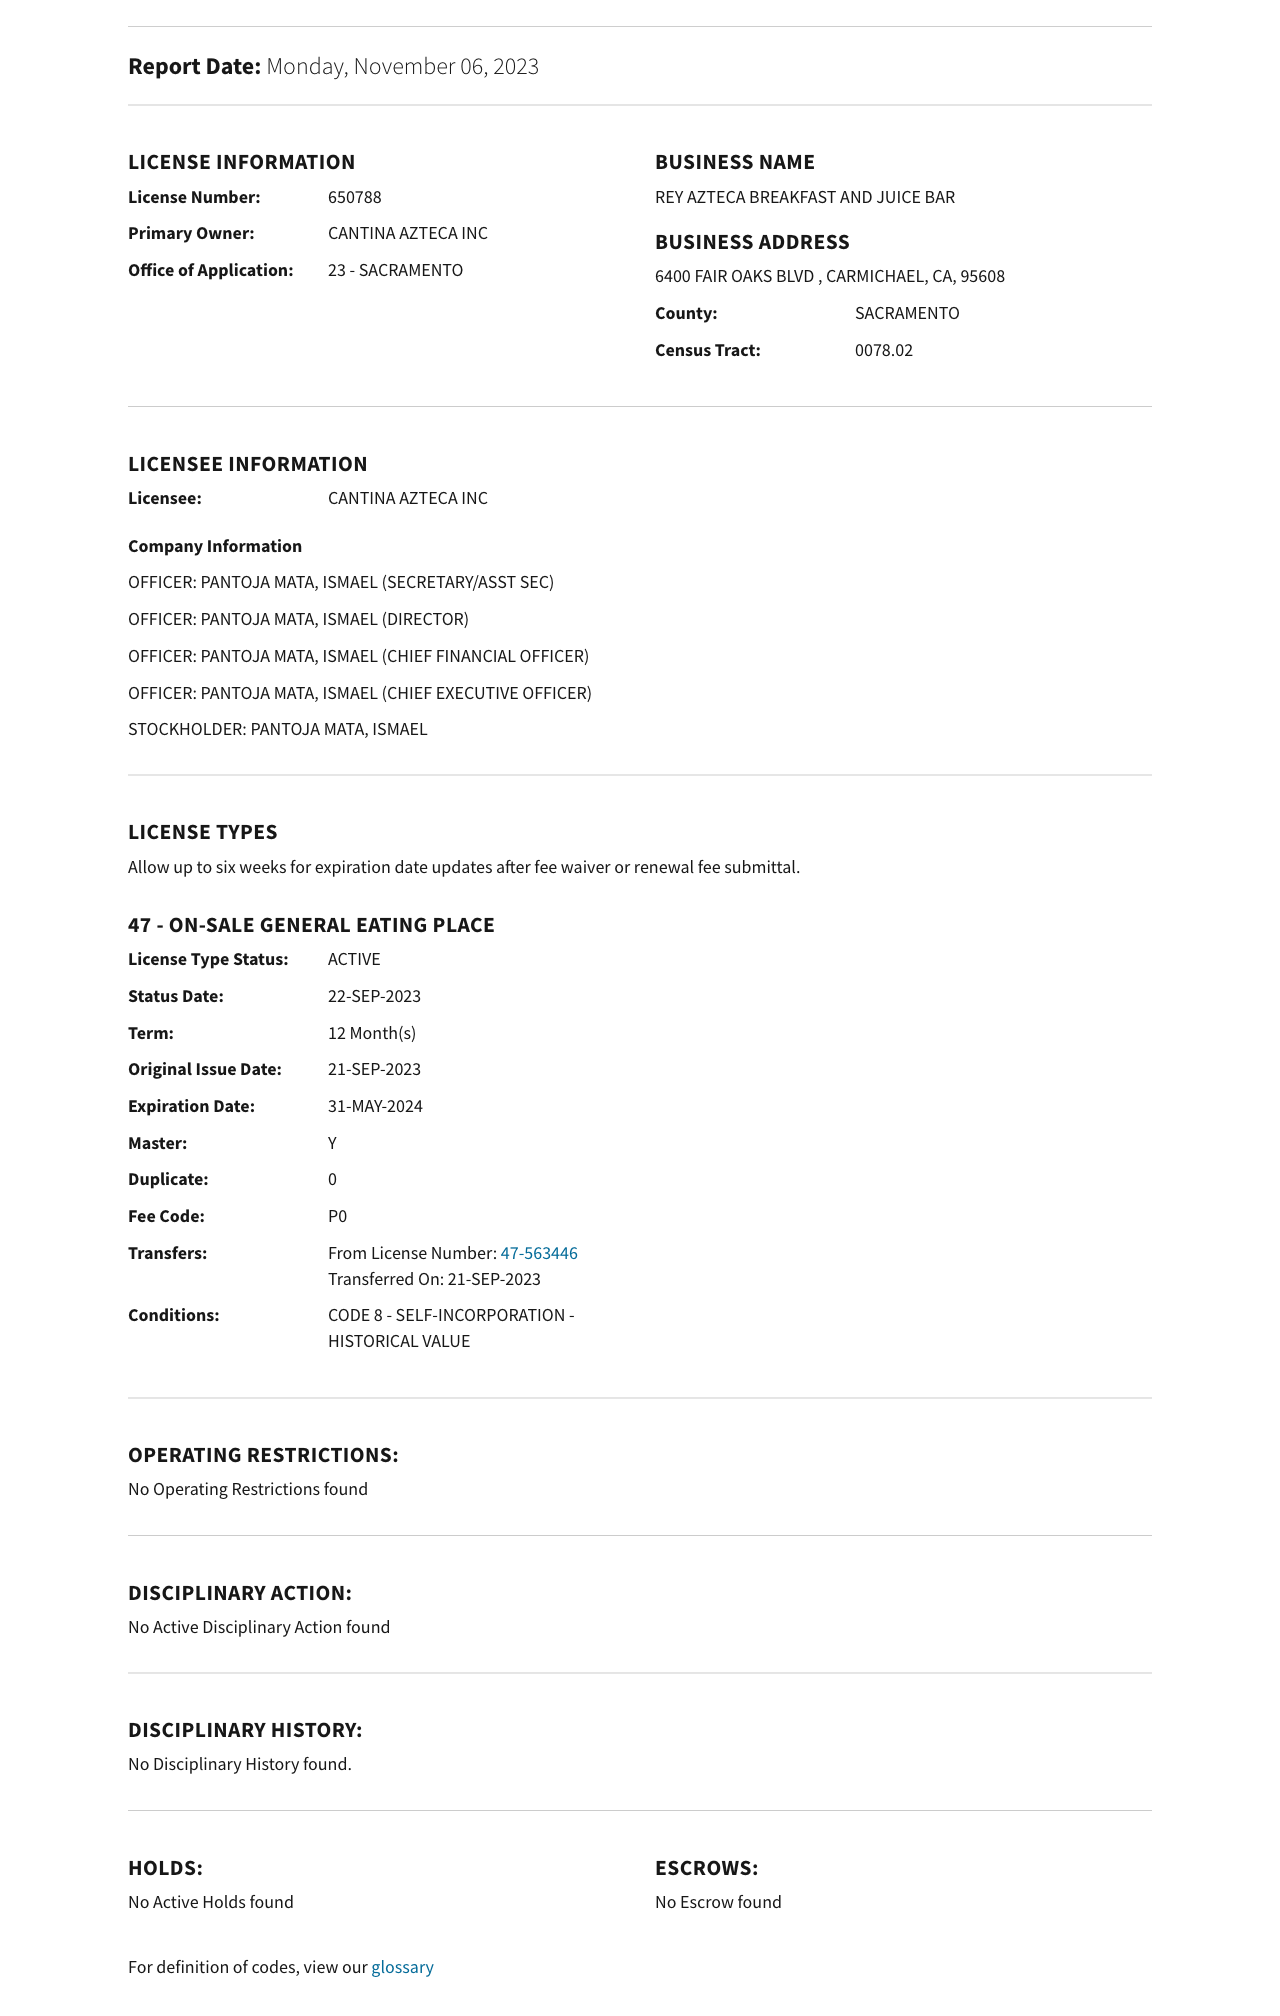 Report Date: Monday, November 06, 2023
LICENSE INFORMATION
License Number: 650788
Primary Owner: CANTINA AZTECA INC
Office of Application: 23 - SACRAMENTO
BUSINESS NAME
REY AZTECA BREAKFAST AND JUICE BAR
BUSINESS ADDRESS
6400 FAIR OAKS BLVD , CARMICHAEL, CA, 95608
County: SACRAMENTO
Census Tract: 0078.02
LICENSEE INFORMATION
Licensee: CANTINA AZTECA INC
Company Information
OFFICER: PANTOJA MATA, ISMAEL (SECRETARY/ASST SEC)
OFFICER: PANTOJA MATA, ISMAEL (DIRECTOR)
OFFICER: PANTOJA MATA, ISMAEL (CHIEF FINANCIAL OFFICER)
OFFICER: PANTOJA MATA, ISMAEL (CHIEF EXECUTIVE OFFICER)
STOCKHOLDER: PANTOJA MATA, ISMAEL
LICENSE TYPES
Allow up to six weeks for expiration date updates after fee waiver or renewal fee submittal.
47 - ON-SALE GENERAL EATING PLACE
License Type Status: ACTIVE
Status Date: 22-SEP-2023
Term: 12 Month(s)
Original Issue Date: 21-SEP-2023
Expiration Date: 31-MAY-2024
Master: Y
Duplicate: 0
Fee Code: P0
Transfers: From License Number: 47-563446
Transferred On: 21-SEP-2023
Conditions: CODE 8 - SELF-INCORPORATION -
HISTORICAL VALUE
OPERATING RESTRICTIONS:
No Operating Restrictions found
DISCIPLINARY ACTION:
No Active Disciplinary Action found
DISCIPLINARY HISTORY:
No Disciplinary History found.
HOLDS:
No Active Holds found
ESCROWS:
No Escrow found
For definition of codes, view our glossary